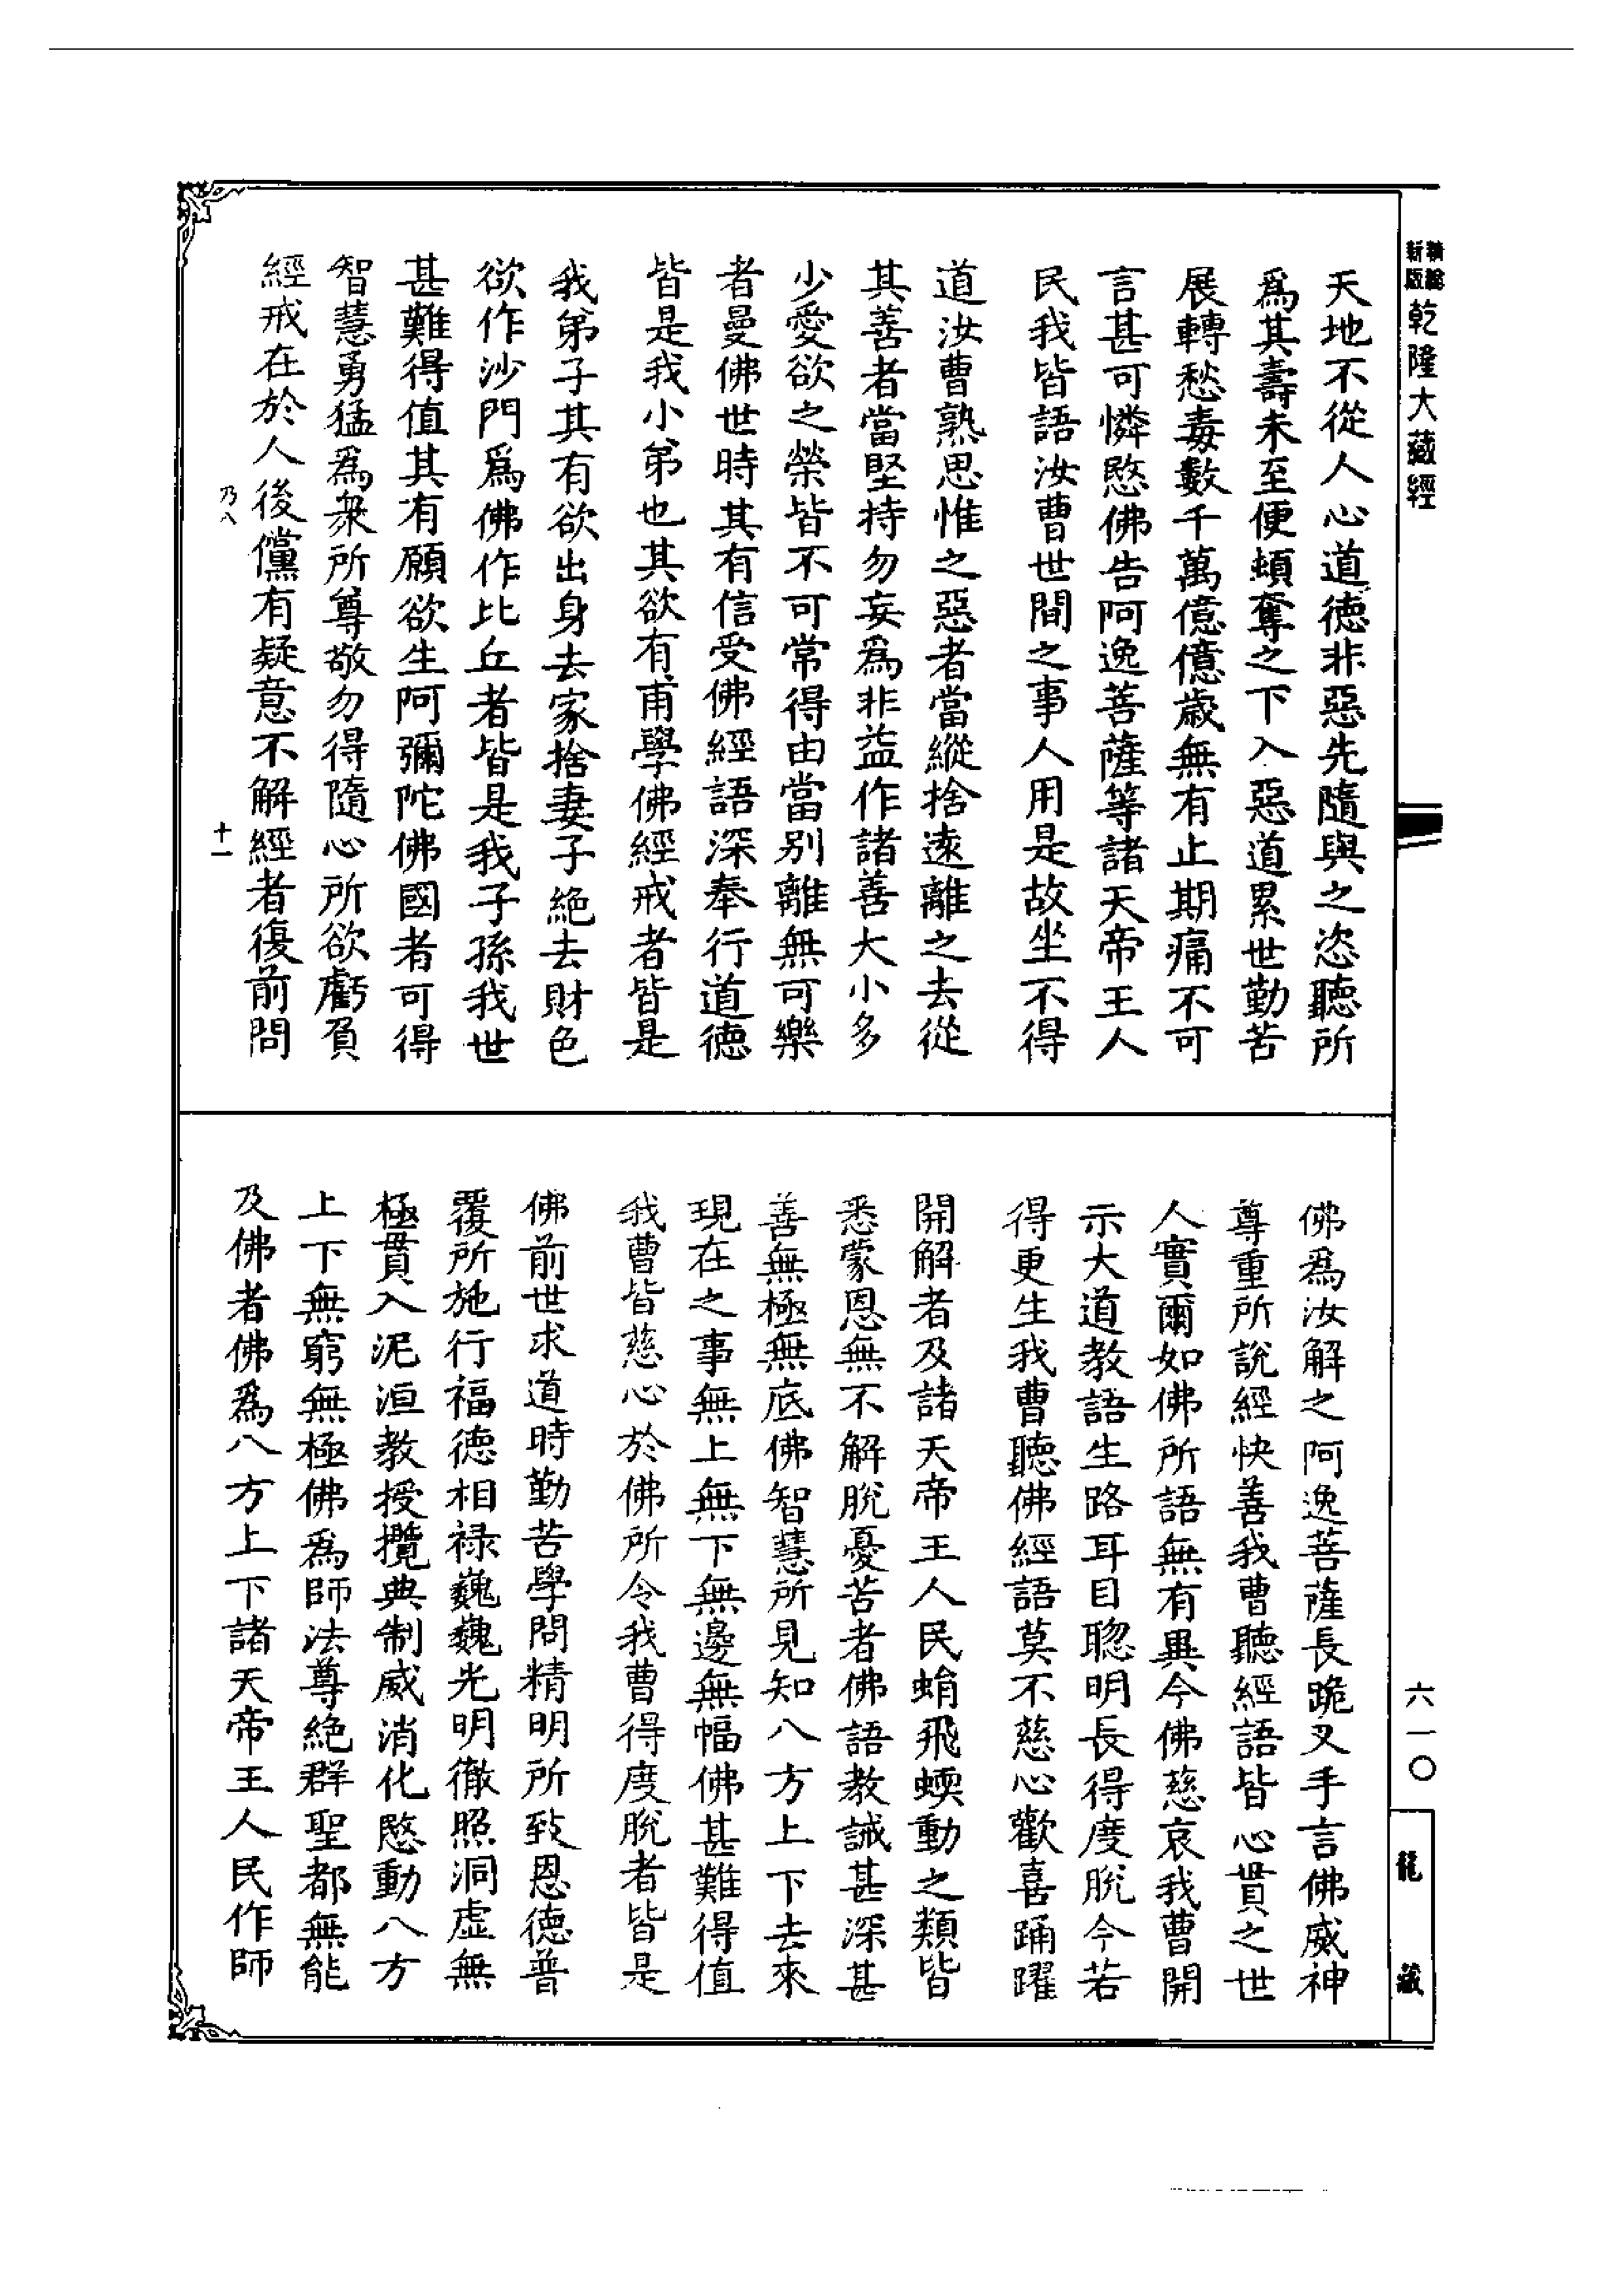 新編
縮版
乾隆大藏經
天地不從人心道德非惡先隨與之恣聽所
爲其壽未至便頓奪之下入惡道累世勤苦
展轉愁毒數千萬億億歲無有止期痛不可
言甚可憐愍佛告阿逸菩薩等諸天帝王人
民我皆語汝曹世間之事人用是故坐不得
道汝曹熟思惟之惡者當縱捨遠離之去從
其善者當堅持勿妄爲非益作諸善大小多
少愛欲之榮皆不可常得由當別離無可樂
者曼佛世時其有信受佛經語深奉行道德
皆是我小弟也其欲有甫學佛經戒者皆是
我弟子其有欲出身去家捨妻子絶去財色
欲作沙門爲佛作比丘者皆是我子孫我世
甚難得值其有願欲生阿彌陀佛國者可得
智慧勇猛爲衆所尊敬勿得隨心所欲虧負
經戒在於人後儻有疑意不解經者復前問
乃八
十一
佛爲汝解之阿逸菩薩長跪叉手言佛威神
尊重所說經快善我曹聽經語皆心貫之世
人實爾如佛所語無有異今佛慈哀我曹開
示大道教語生路耳目聰明長得度脫今若
得更生我曹聽佛經語莫不慈心歡喜踊躍
開解者及諸天帝王人民蜎飛蝡動之類皆
悉蒙恩無不解脫憂苦者佛語教誡甚深甚
善無極無底佛智慧所見知八方上下去來
現在之事無上無下無邊無幅佛甚難得值
我曹皆慈心於佛所令我曹得度脫者皆是
佛前世求道時勤苦學問精明所致恩德普
覆所施行福德相祿巍巍光明徹照洞虛無
極貫入泥洹教授攬典制威消化愍動八方
上下無窮無極佛爲師法尊絶群聖都無能
及佛者佛爲八方上下諸天帝王人民作師
六一〇
龍藏